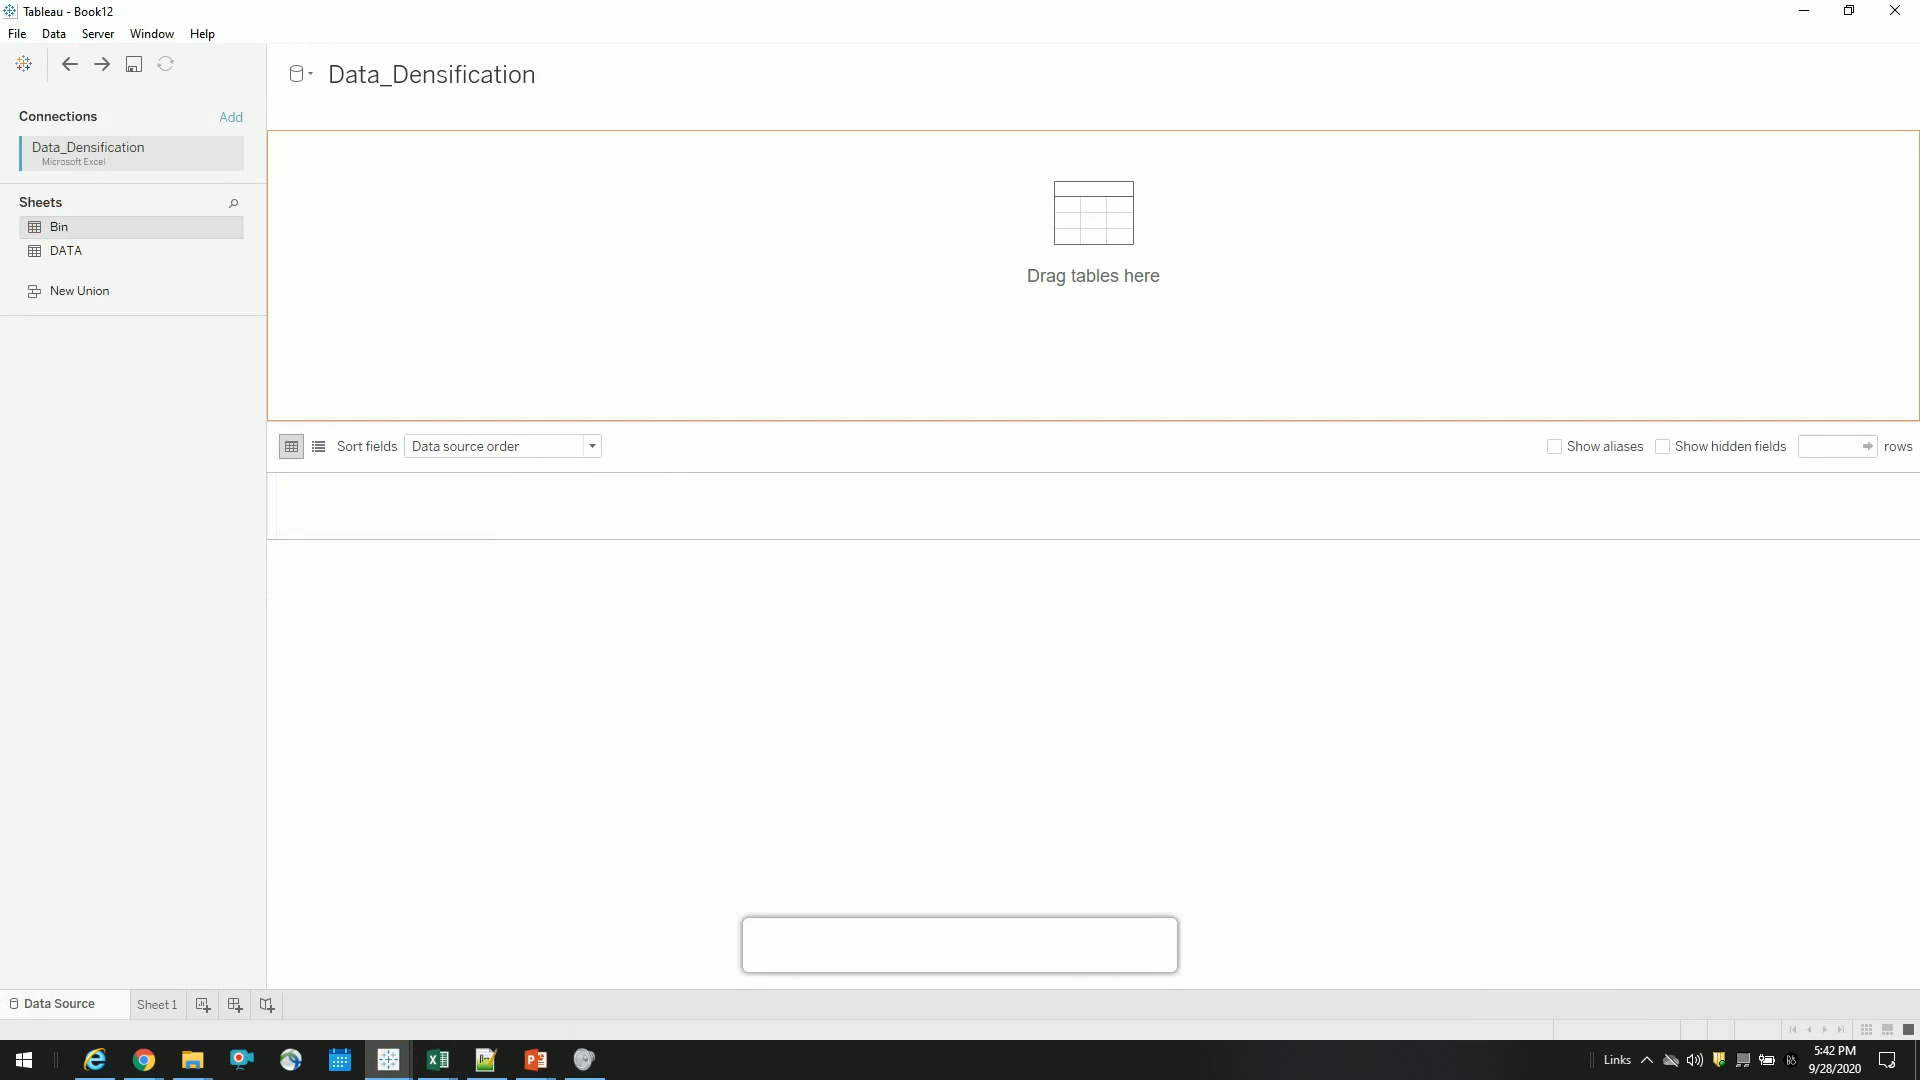 Tableau - Book12
File Data Server Window Help
Data_Densification
Connections Add
Data_Densification
Microsoft Excel
Sheets
Bin
DATA
New Union
Drag tables here
Sort fields Data source order Show aliases Show hidden fields rows
Data Source Sheet 1
Links 5:42 PM
9/28/2020